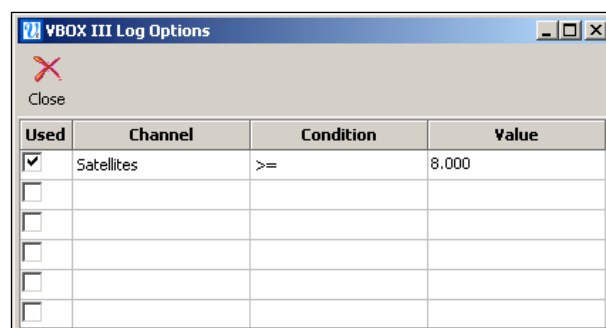 VBOX III Log Options
Close
Used Channel Condition Value
Satellites >= 8.000